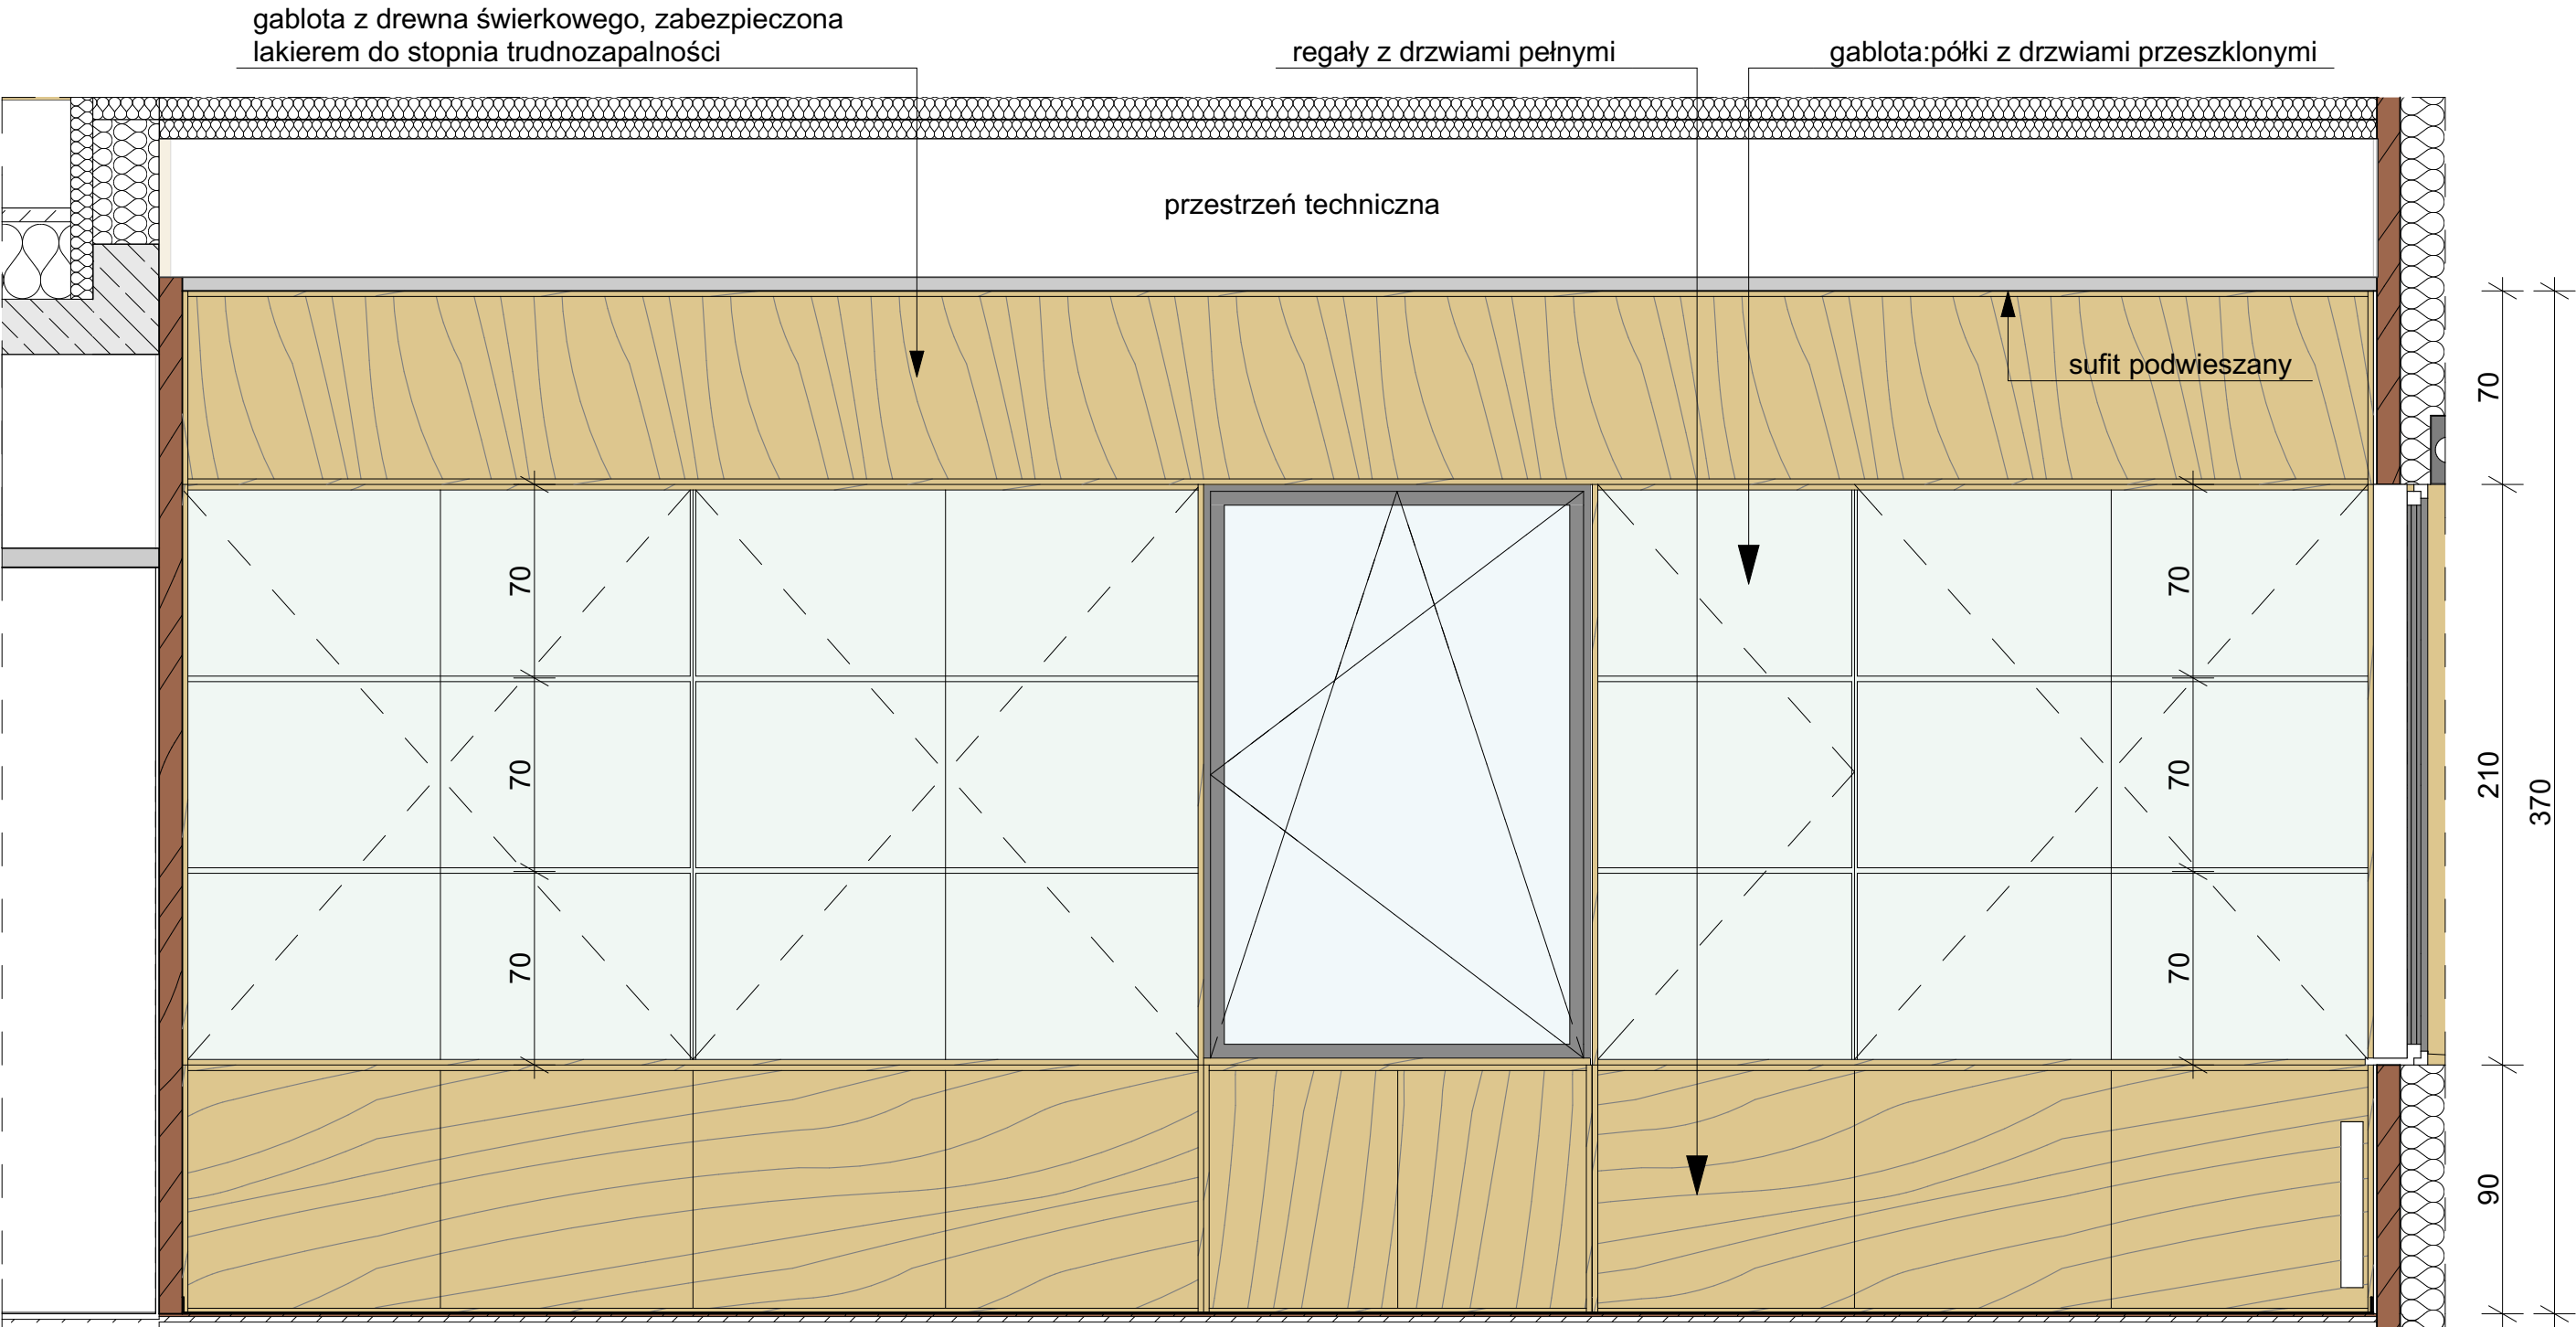 gablota z drewna świerkowego, zabezpieczona
lakierem do stopnia trudnozapalności
regały z drzwiami pełnymi
gablota:półki z drzwiami przeszklonymi
przestrzeń techniczna
sufit podwieszany
70
70
70
70
70
70
70
210
370
90